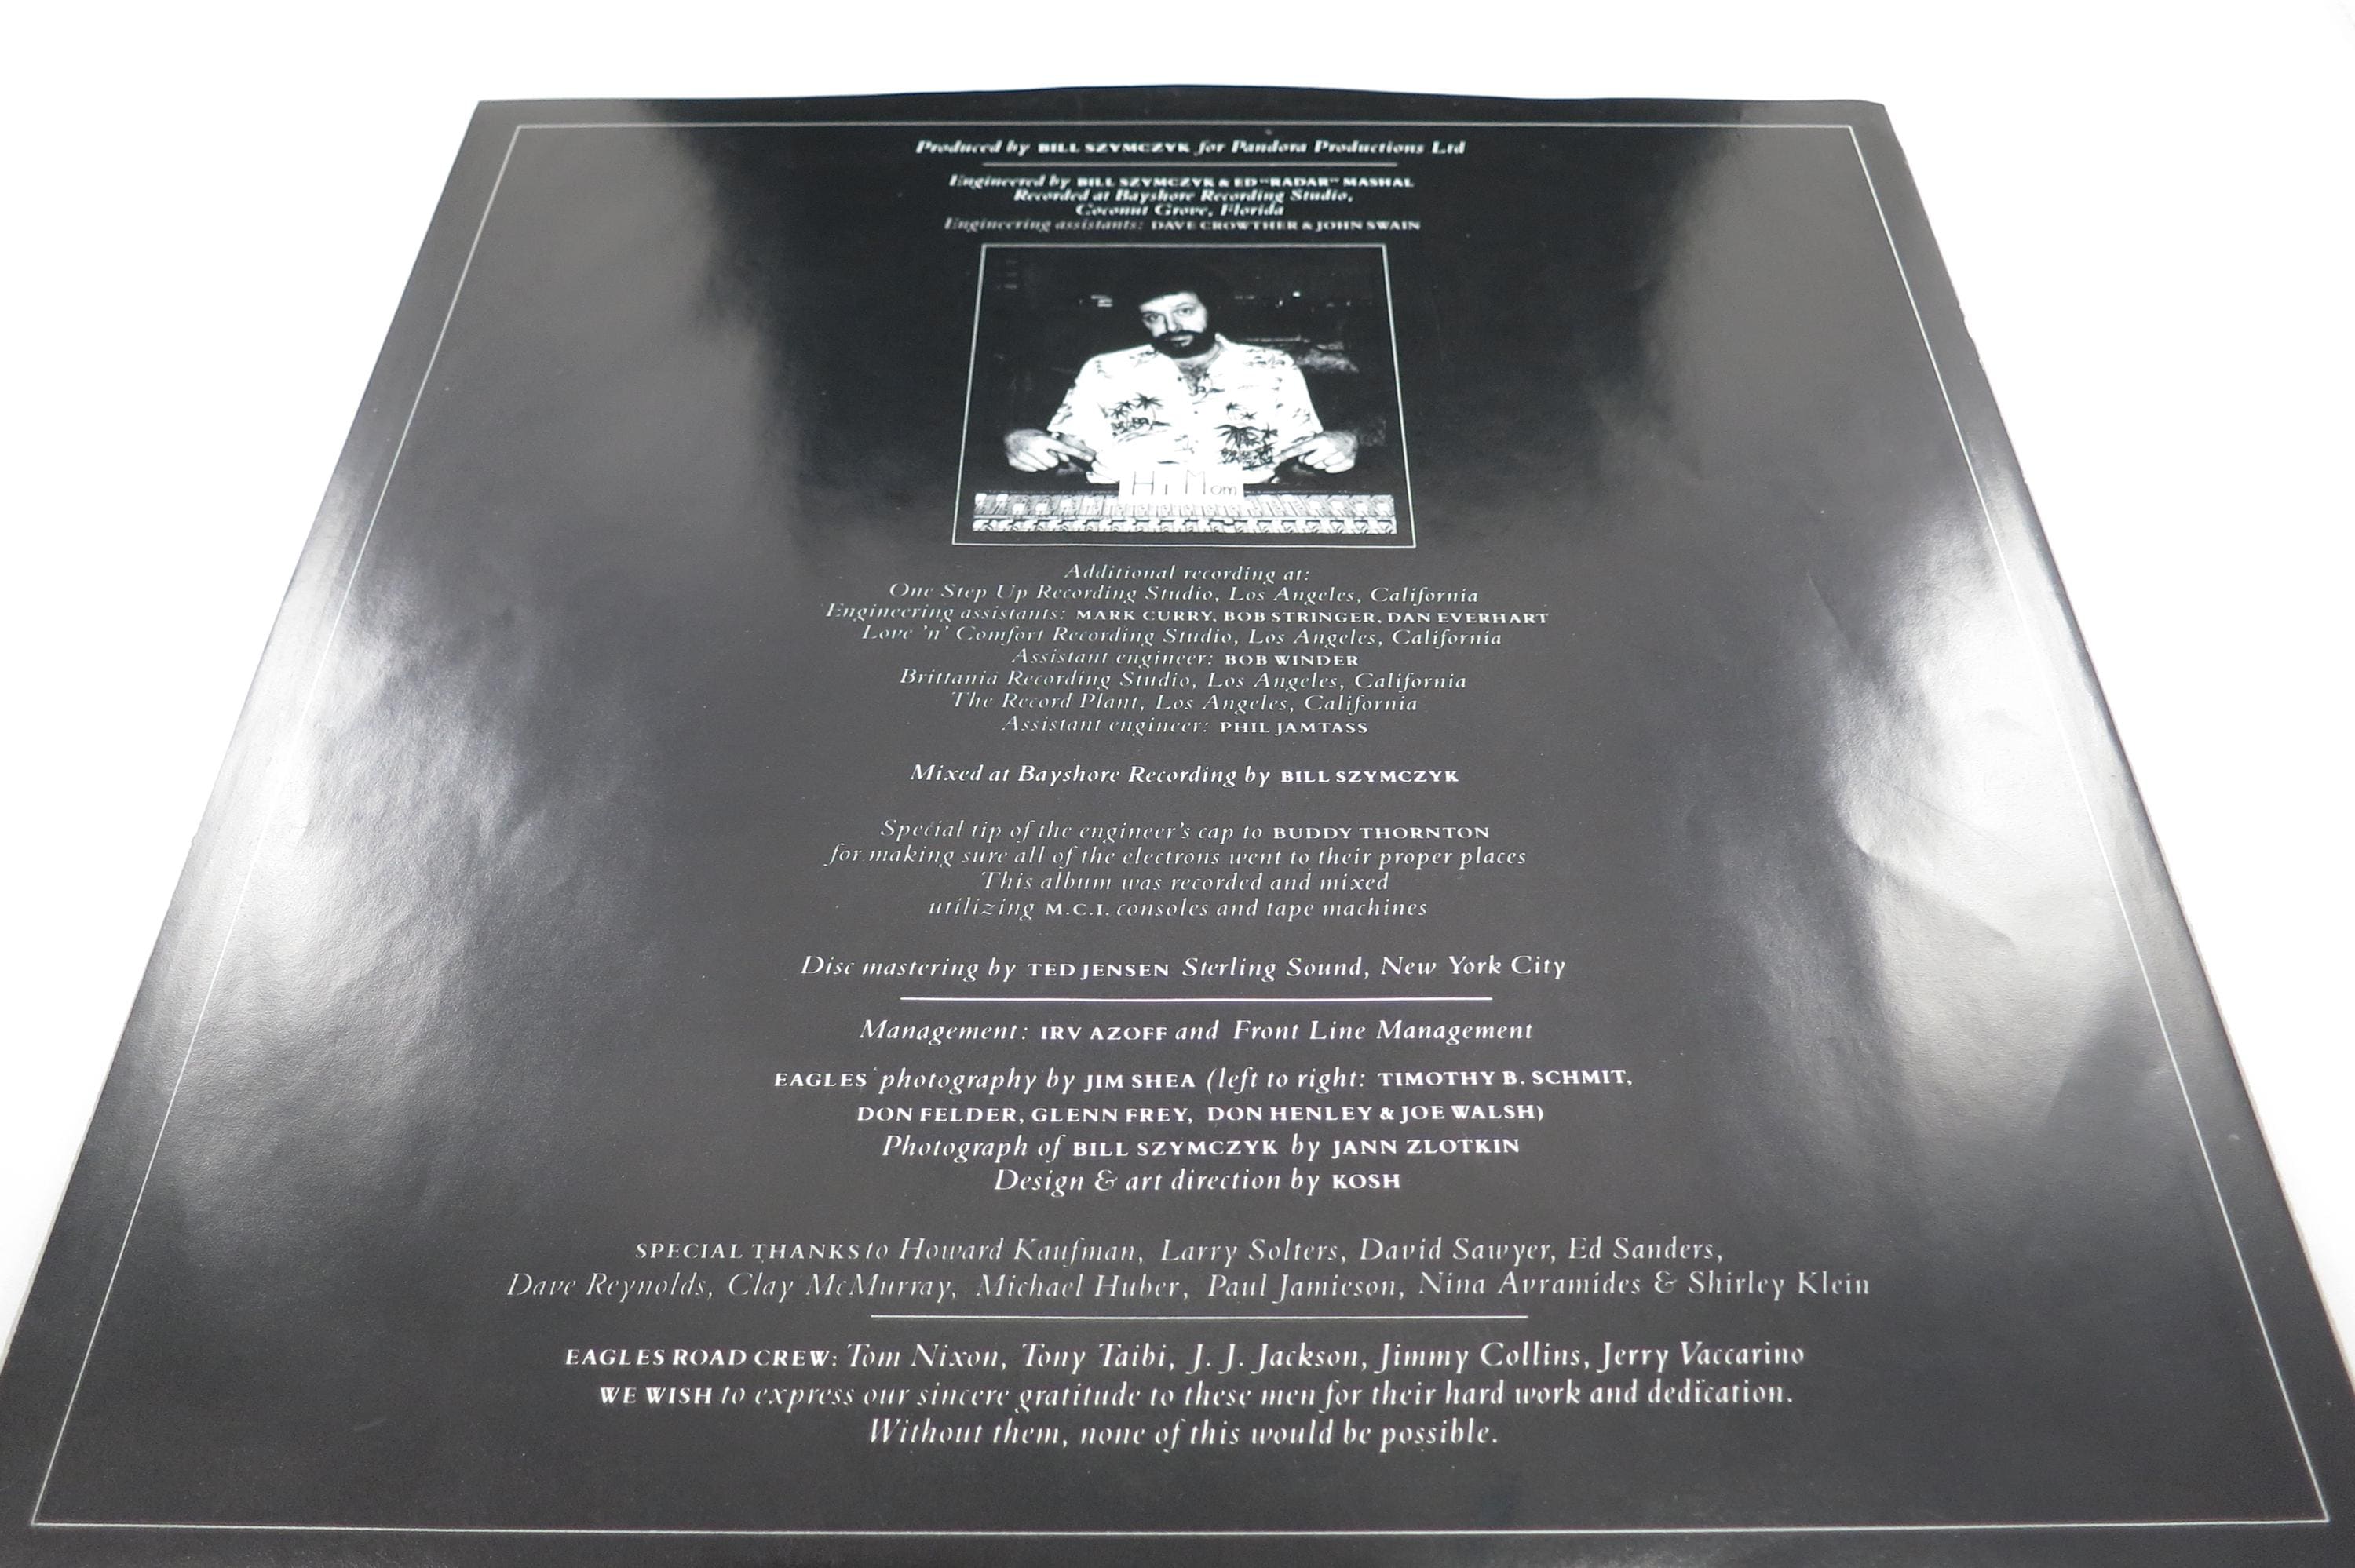 Produced by BILL SZYMCZYK for Pandora Productions Ltd
Engineered by BILL SZYMCZYK & ED "RADAR" MASHAL
Recorded at Bayshore Recording Studio,
Coconut Grove, Florida
Engineering assistants: DAVE CROWTHER & JOHN SWAIN
Hi Mom
Additional recording at:
One Step Up Recording Studio, Los Angeles, California
Engineering assistants: MARK CURRY, BOB STRINGER, DAN EVERHART
Love 'n' Comfort Recording Studio, Los Angeles, California
Assistant engineer: BOB WINDER
Brittania Recording Studio, Los Angeles, California
The Record Plant, Los Angeles, California
Assistant engineer: PHIL JAMTASS
Mixed at Bayshore Recording by BILL SZYMCZYK
Special tip of the engineer's cap to BUDDY THORNTON
for making sure all of the electrons went to their proper places
This album was recorded and mixed
utilizing M.C.I. consoles and tape machines
Disc mastering by TED JENSEN Sterling Sound, New York City
Management: IRV AZOFF and Front Line Management
EAGLES' photography by JIM SHEA (left to right: TIMOTHY B. SCHMIT,
DON FELDER, GLENN FREY, DON HENLEY & JOE WALSH)
Photograph of BILL SZYMCZYK by JANN ZLOTKIN
Design & art direction by KOSH
SPECIAL THANKS to Howard Kaufman, Larry Solters, David Sawyer, Ed Sanders,
Dave Reynolds, Clay McMurray, Michael Huber, Paul Jamieson, Nina Avramides & Shirley Klein
EAGLES ROAD CREW: Tom Nixon, Tony Taibi, J. J. Jackson, Jimmy Collins, Jerry Vaccarino
WE WISH to express our sincere gratitude to these men for their hard work and dedication.
Without them, none of this would be possible.